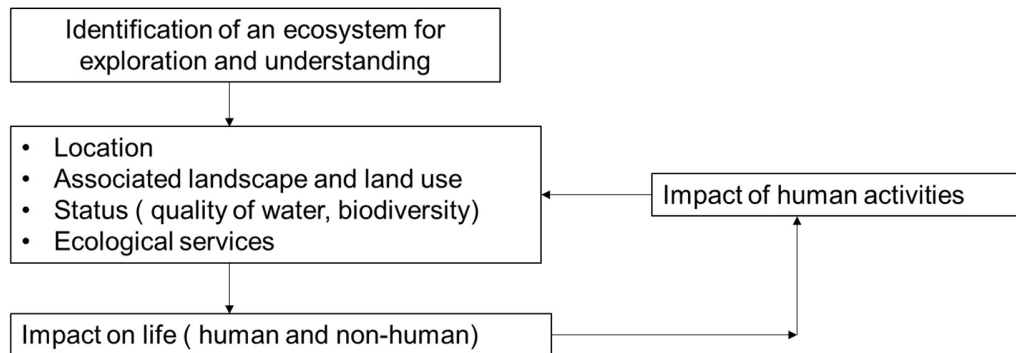 Identification of an ecosystem for
exploration and understanding
• Location
• Associated landscape and land use
• Status ( quality of water, biodiversity)
• Ecological services
Impact of human activities
Impact on life ( human and non-human)